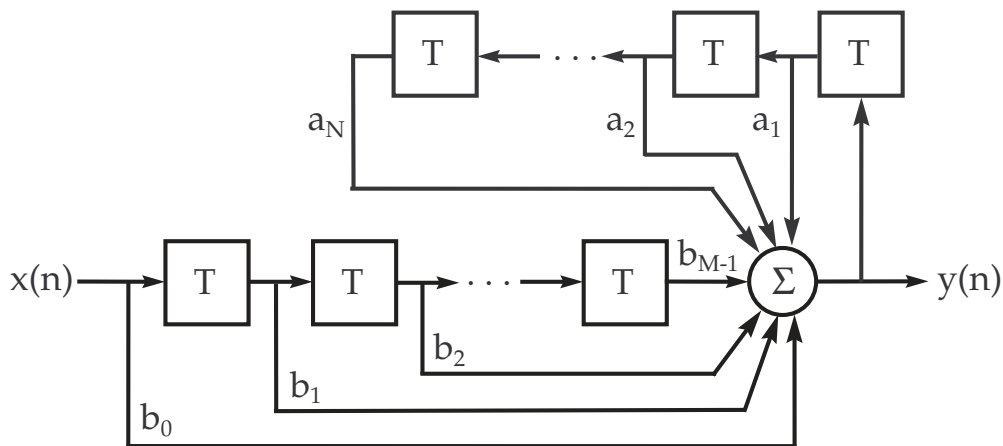 T
. . .
T
T
a_N
a_2
a_1
x(n)
T
T
. . .
T
b_{M-1}
Σ
y(n)
b_2
b_1
b_0